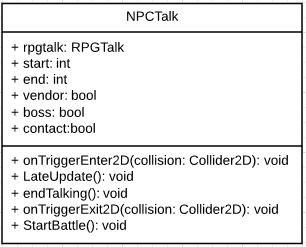 NPCTalk
+ rpgtalk: RPGTalk
+ start: int
+ end: int
+ vendor: bool
+ boss: bool
+ contact:bool
+ onTriggerEnter2D(collision: Collider2D): void
+ LateUpdate(): void
+ endTalking(): void
+ onTriggerExit2D(collision: Collider2D): void
+ StartBattle(): void